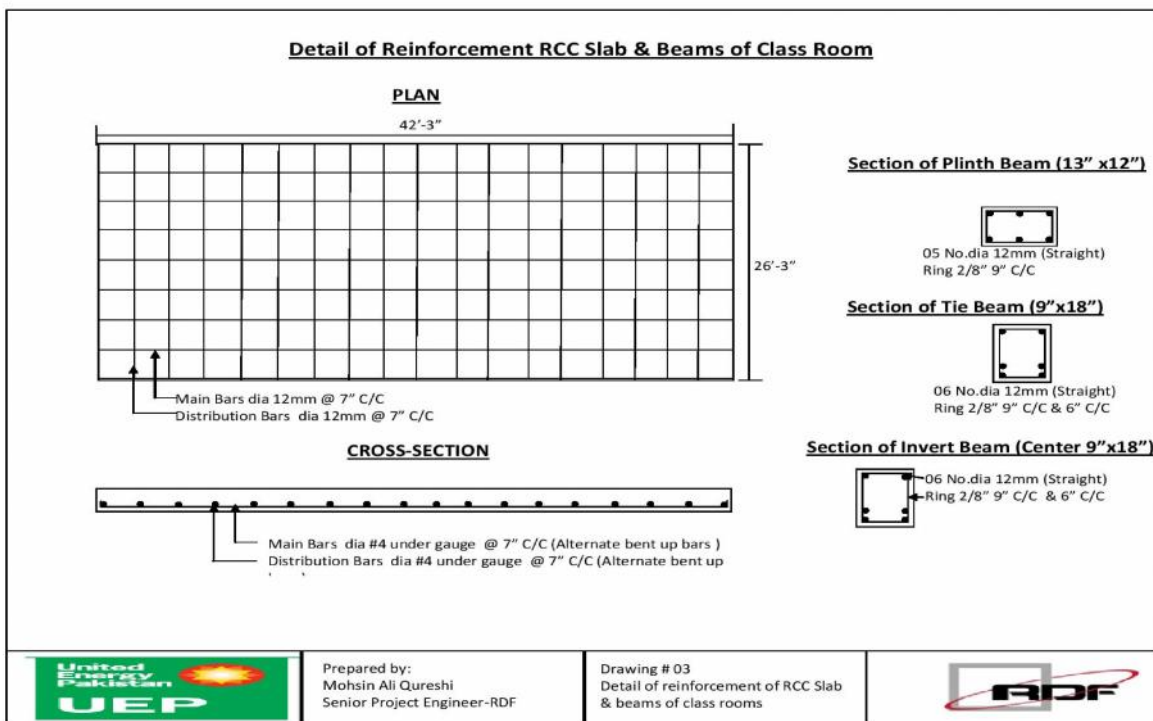 Detail of Reinforcement RCC Slab & Beams of Class Room
PLAN
42'-3"
26'-3"
Main Bars dia 12mm @ 7" C/C
Distribution Bars dia 12mm @ 7" C/C
CROSS-SECTION
Main Bars dia #4 under gauge @ 7" C/C (Alternate bent up bars )
Distribution Bars dia #4 under gauge @ 7" C/C (Alternate bent up
Section of Plinth Beam (13" x12")
05 No.dia 12mm (Straight)
Ring 2/8" 9" C/C
Section of Tie Beam (9"x18")
06 No.dia 12mm (Straight)
Ring 2/8" 9" C/C & 6" C/C
Section of Invert Beam (Center 9"x18")
06 No.dia 12mm (Straight)
Ring 2/8" 9" C/C & 6" C/C
United
Energy
Pakistan
UEP
Prepared by:
Mohsin Ali Qureshi
Senior Project Engineer-RDF
Drawing # 03
Detail of reinforcement of RCC Slab
& beams of class rooms
RDF